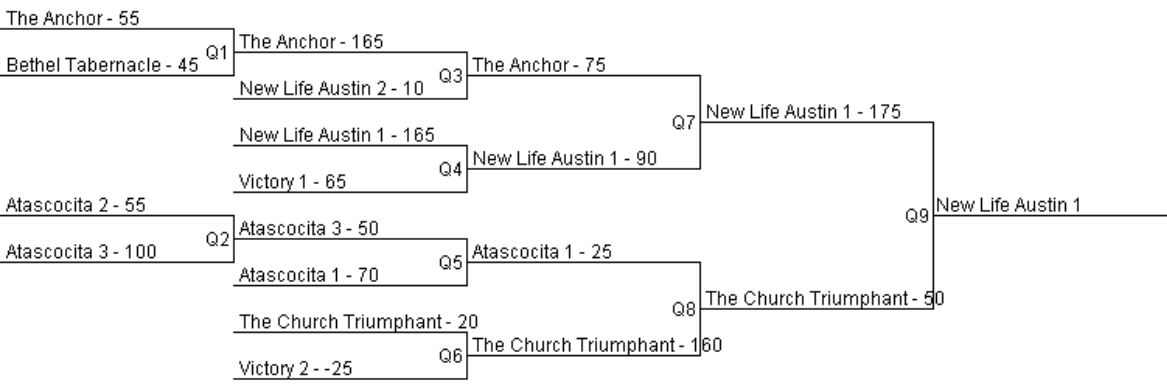 The Anchor - 55
Bethel Tabernacle - 45
Q1
The Anchor - 165
New Life Austin 2 - 10
Q3
The Anchor - 75
New Life Austin 1 - 165
Victory 1 - 65
Q4
New Life Austin 1 - 90
Q7
New Life Austin 1 - 175
Atascocita 2 - 55
Atascocita 3 - 100
Q2
Atascocita 3 - 50
Atascocita 1 - 70
Q5
Atascocita 1 - 25
The Church Triumphant - 20
Victory 2 - -25
Q6
The Church Triumphant - 160
Q8
The Church Triumphant - 50
Q9
New Life Austin 1